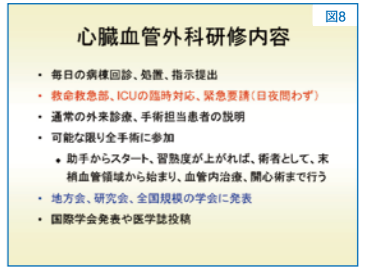 図8
心臓血管外科研修内容
・ 毎日の病棟回診、処置、指示提出
・ 救命救急部、ICUの臨時対応、緊急要請(日夜問わず)
・ 通常の外来診療、手術担当患者の説明
・ 可能な限り全手術に参加
◆ 助手からスタート、習熟度が上がれば、術者として、末
梢血管領域から始まり、血管内治療、開心術まで行う
・ 地方会、研究会、全国規模の学会に発表
・ 国際学会発表や医学誌投稿